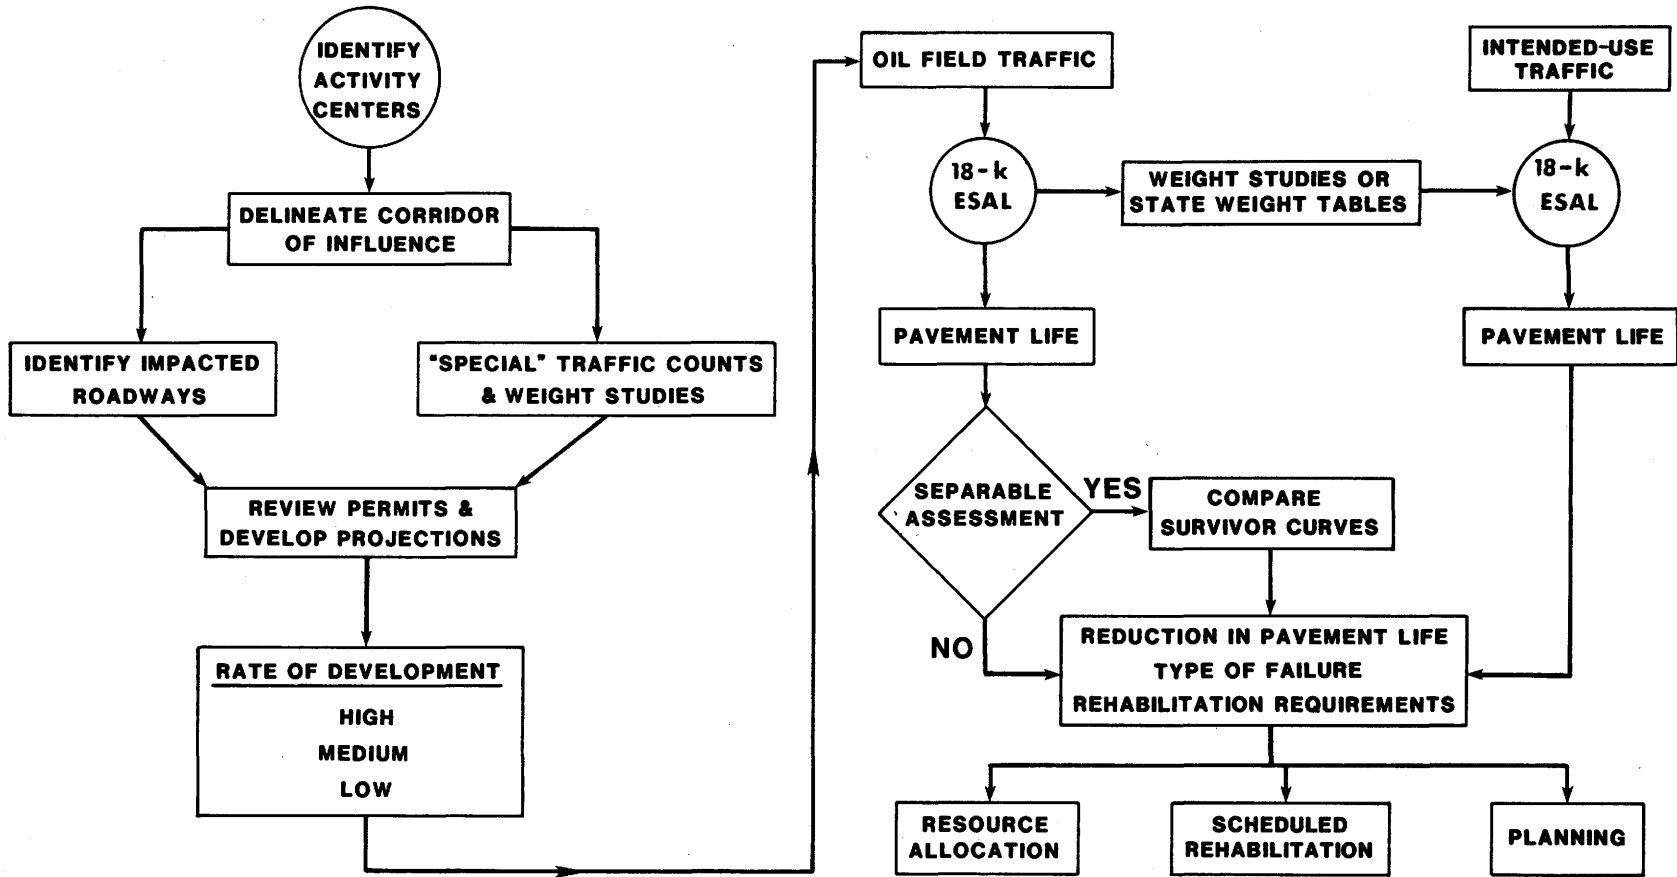 IDENTIFY
ACTIVITY
CENTERS
DELINEATE CORRIDOR
OF INFLUENCE
IDENTIFY IMPACTED
ROADWAYS
"SPECIAL" TRAFFIC COUNTS
& WEIGHT STUDIES
REVIEW PERMITS &
DEVELOP PROJECTIONS
RATE OF DEVELOPMENT
HIGH
MEDIUM
LOW
OIL FIELD TRAFFIC
INTENDED-USE
TRAFFIC
18-k
ESAL
WEIGHT STUDIES OR
STATE WEIGHT TABLES
18-k
ESAL
PAVEMENT LIFE
PAVEMENT LIFE
SEPARABLE
ASSESSMENT
YES
COMPARE
SURVIVOR CURVES
NO
REDUCTION IN PAVEMENT LIFE
TYPE OF FAILURE
REHABILITATION REQUIREMENTS
RESOURCE
ALLOCATION
SCHEDULED
REHABILITATION
PLANNING